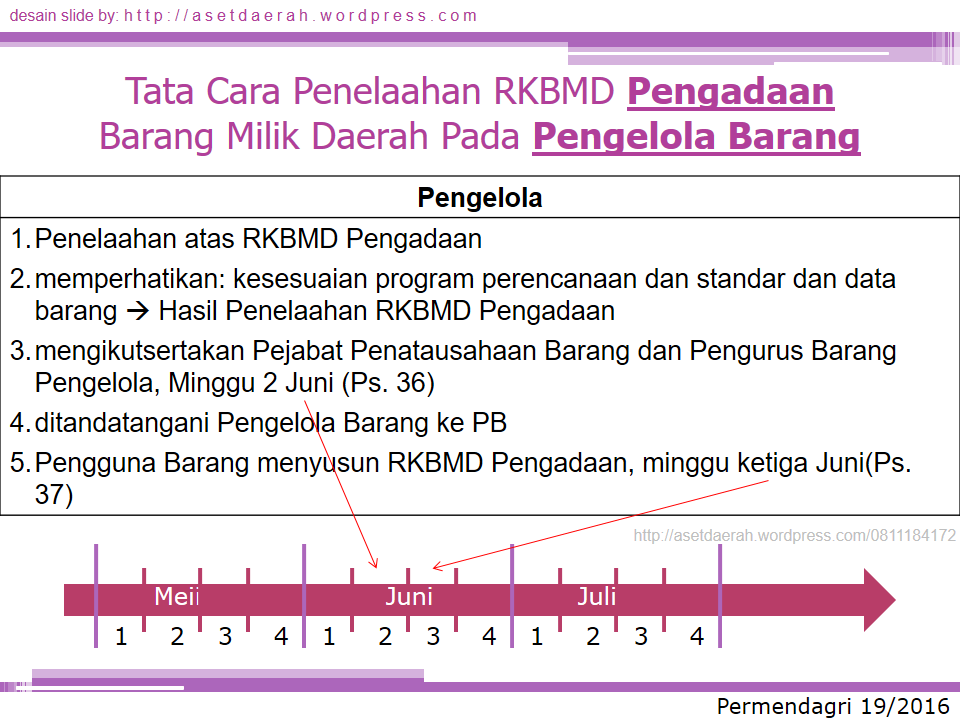 desain slide by: http://asetdaerah.wordpress.com
Tata Cara Penelaahan RKBMD Pengadaan
Barang Milik Daerah Pada Pengelola Barang
Pengelola
1. Penelaahan atas RKBMD Pengadaan
2. memperhatikan: kesesuaian program perencanaan dan standar dan data
barang → Hasil Penelaahan RKBMD Pengadaan
3. mengikutsertakan Pejabat Penatausahaan Barang dan Pengurus Barang
Pengelola, Minggu 2 Juni (Ps. 36)
4. ditandatangani Pengelola Barang ke PB
5. Pengguna Barang menyusun RKBMD Pengadaan, minggu ketiga Juni(Ps.
37)
http://asetdaerah.wordpress.com/0811184172
Meii Juni Juli
1 2 3 4 1 2 3 4 1 2 3 4
Permendagri 19/2016